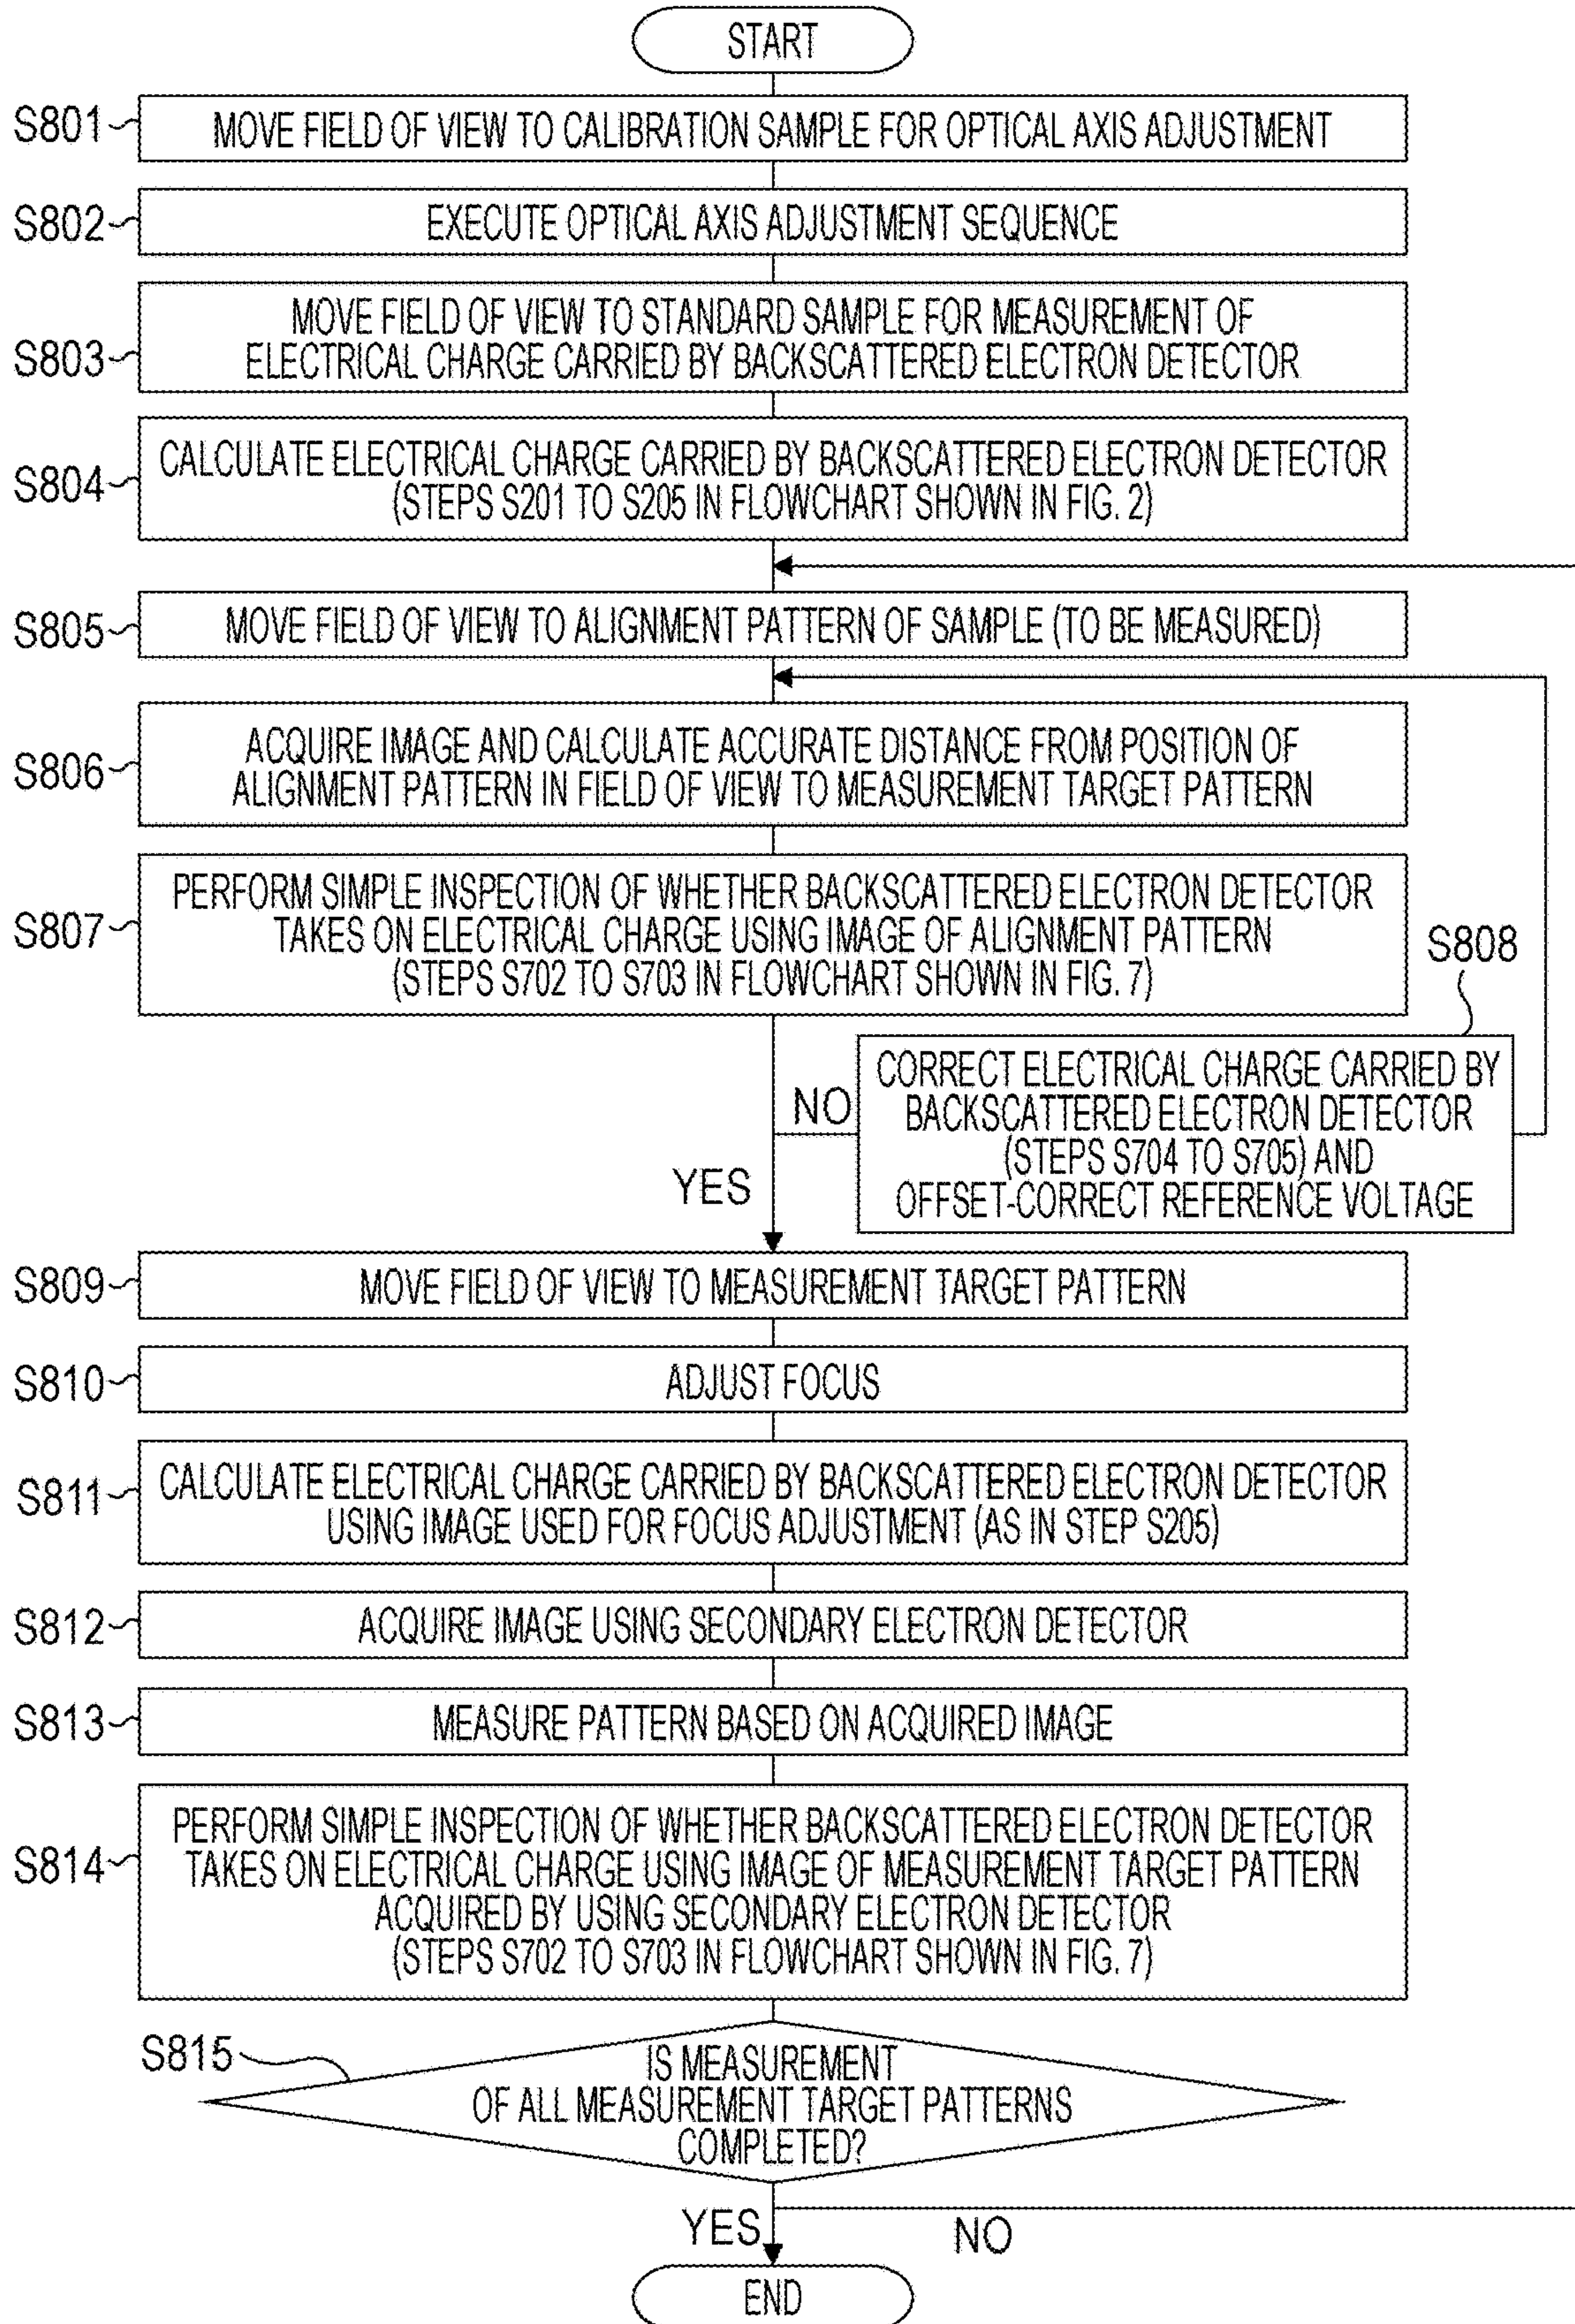 START
S801
MOVE FIELD OF VIEW TO CALIBRATION SAMPLE FOR OPTICAL AXIS ADJUSTMENT
S802
EXECUTE OPTICAL AXIS ADJUSTMENT SEQUENCE
S803
MOVE FIELD OF VIEW TO STANDARD SAMPLE FOR MEASUREMENT OF
ELECTRICAL CHARGE CARRIED BY BACKSCATTERED ELECTRON DETECTOR
S804
CALCULATE ELECTRICAL CHARGE CARRIED BY BACKSCATTERED ELECTRON DETECTOR
(STEPS S201 TO S205 IN FLOWCHART SHOWN IN FIG. 2)
S805
MOVE FIELD OF VIEW TO ALIGNMENT PATTERN OF SAMPLE (TO BE MEASURED)
S806
ACQUIRE IMAGE AND CALCULATE ACCURATE DISTANCE FROM POSITION OF
ALIGNMENT PATTERN IN FIELD OF VIEW TO MEASUREMENT TARGET PATTERN
S807
PERFORM SIMPLE INSPECTION OF WHETHER BACKSCATTERED ELECTRON DETECTOR
TAKES ON ELECTRICAL CHARGE USING IMAGE OF ALIGNMENT PATTERN
(STEPS S702 TO S703 IN FLOWCHART SHOWN IN FIG. 7)
S808
CORRECT ELECTRICAL CHARGE CARRIED BY
BACKSCATTERED ELECTRON DETECTOR
(STEPS S704 TO S705) AND
OFFSET-CORRECT REFERENCE VOLTAGE
NO
YES
S809
MOVE FIELD OF VIEW TO MEASUREMENT TARGET PATTERN
S810
ADJUST FOCUS
S811
CALCULATE ELECTRICAL CHARGE CARRIED BY BACKSCATTERED ELECTRON DETECTOR
USING IMAGE USED FOR FOCUS ADJUSTMENT (AS IN STEP S205)
S812
ACQUIRE IMAGE USING SECONDARY ELECTRON DETECTOR
S813
MEASURE PATTERN BASED ON ACQUIRED IMAGE
S814
PERFORM SIMPLE INSPECTION OF WHETHER BACKSCATTERED ELECTRON DETECTOR
TAKES ON ELECTRICAL CHARGE USING IMAGE OF MEASUREMENT TARGET PATTERN
ACQUIRED BY USING SECONDARY ELECTRON DETECTOR
(STEPS S702 TO S703 IN FLOWCHART SHOWN IN FIG. 7)
S815
IS MEASUREMENT
OF ALL MEASUREMENT TARGET PATTERNS
COMPLETED?
YES
NO
END